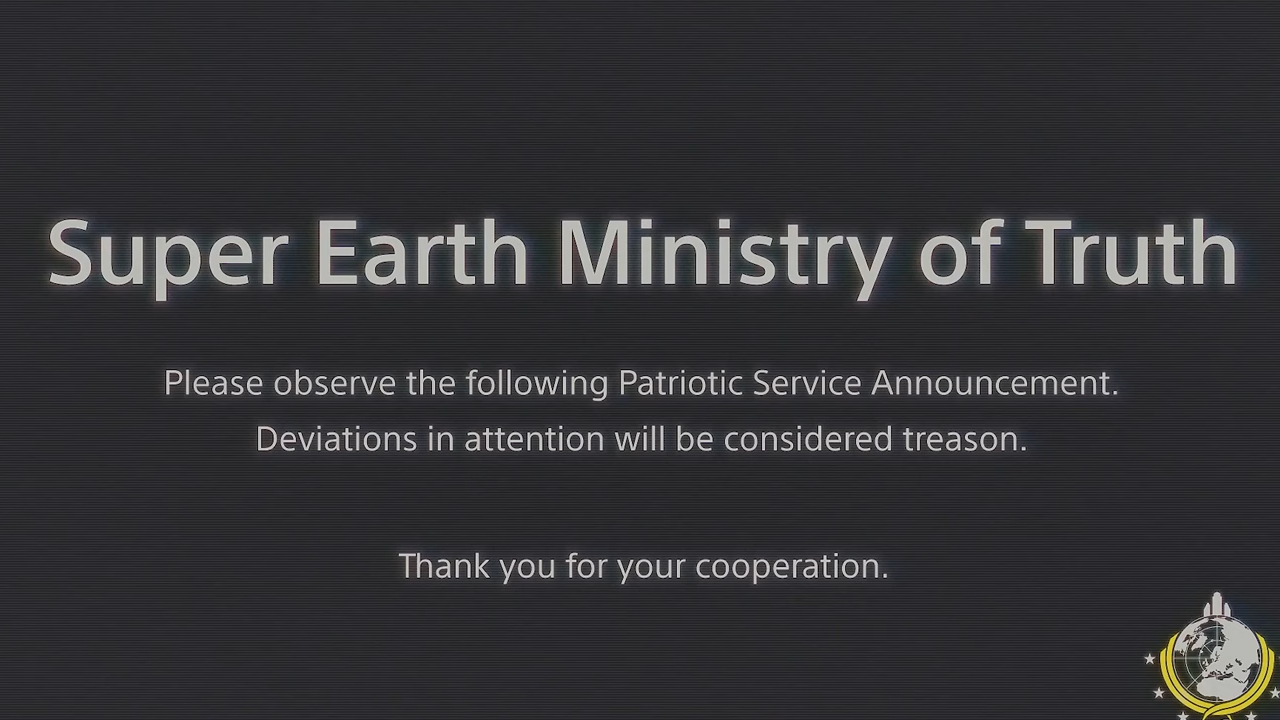 Super Earth Ministry of Truth
Please observe the following Patriotic Service Announcement.
Deviations in attention will be considered treason.
Thank you for your cooperation.